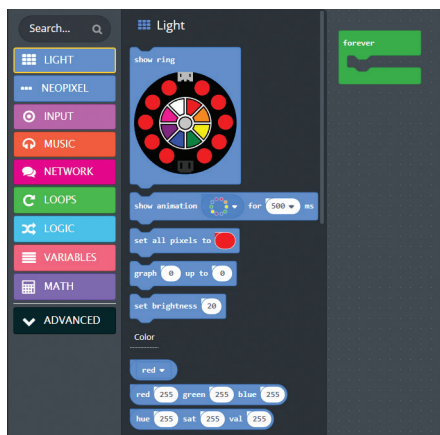 Search...
LIGHT
NEOPIXEL
INPUT
MUSIC
NETWORK
LOOPS
LOGIC
VARIABLES
MATH
ADVANCED
Light
show ring
show animation for 500 ms
set all pixels to
graph 0 up to 0
set brightness 20
Color
red
red 255 green 255 blue 255
hue 255 sat 255 val 255
forever